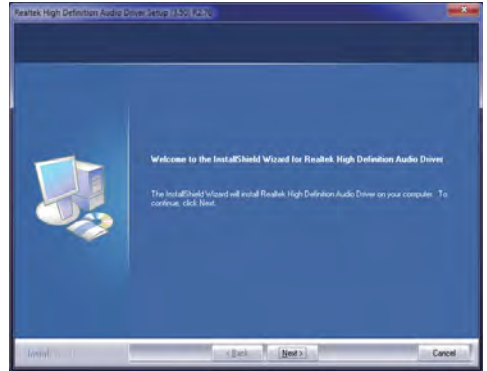 Realtek High Definition Audio Driver Setup (3.50) R2.70
Welcome to the InstallShield Wizard for Realtek High Definition Audio Driver
The InstallShield Wizard will install Realtek High Definition Audio Driver on your computer. To
continue, click Next.
< Back
Next >
Cancel